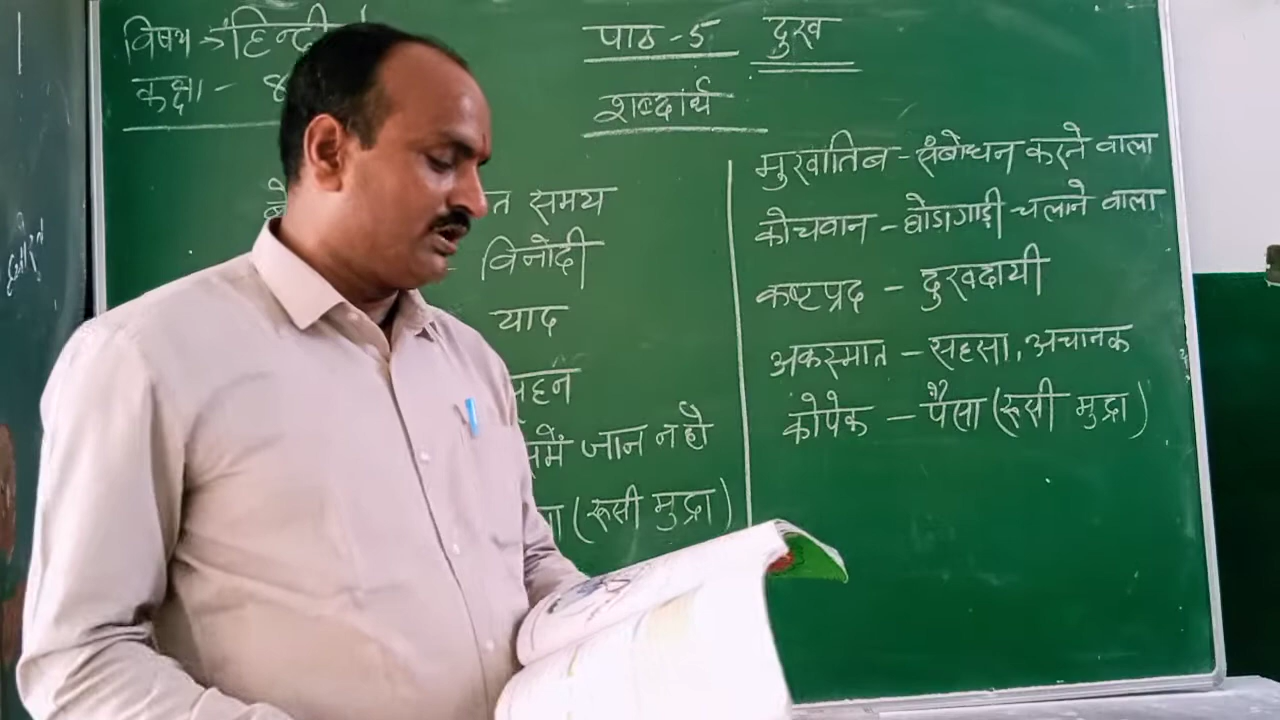 विषय → हिन्दी
कक्षा - 8
पाठ - 5 दुख
शब्दार्थ
समय
- विनोदी
याद
जान न हो
(रूसी मुद्रा)
मुखातिब - संबोधन करने वाला
कोचवान - घोडागाड़ी चलाने वाला
कष्टप्रद - दुखदायी
अकस्मात - सहसा, अचानक
कोपेक - पैसा (रूसी मुद्रा)